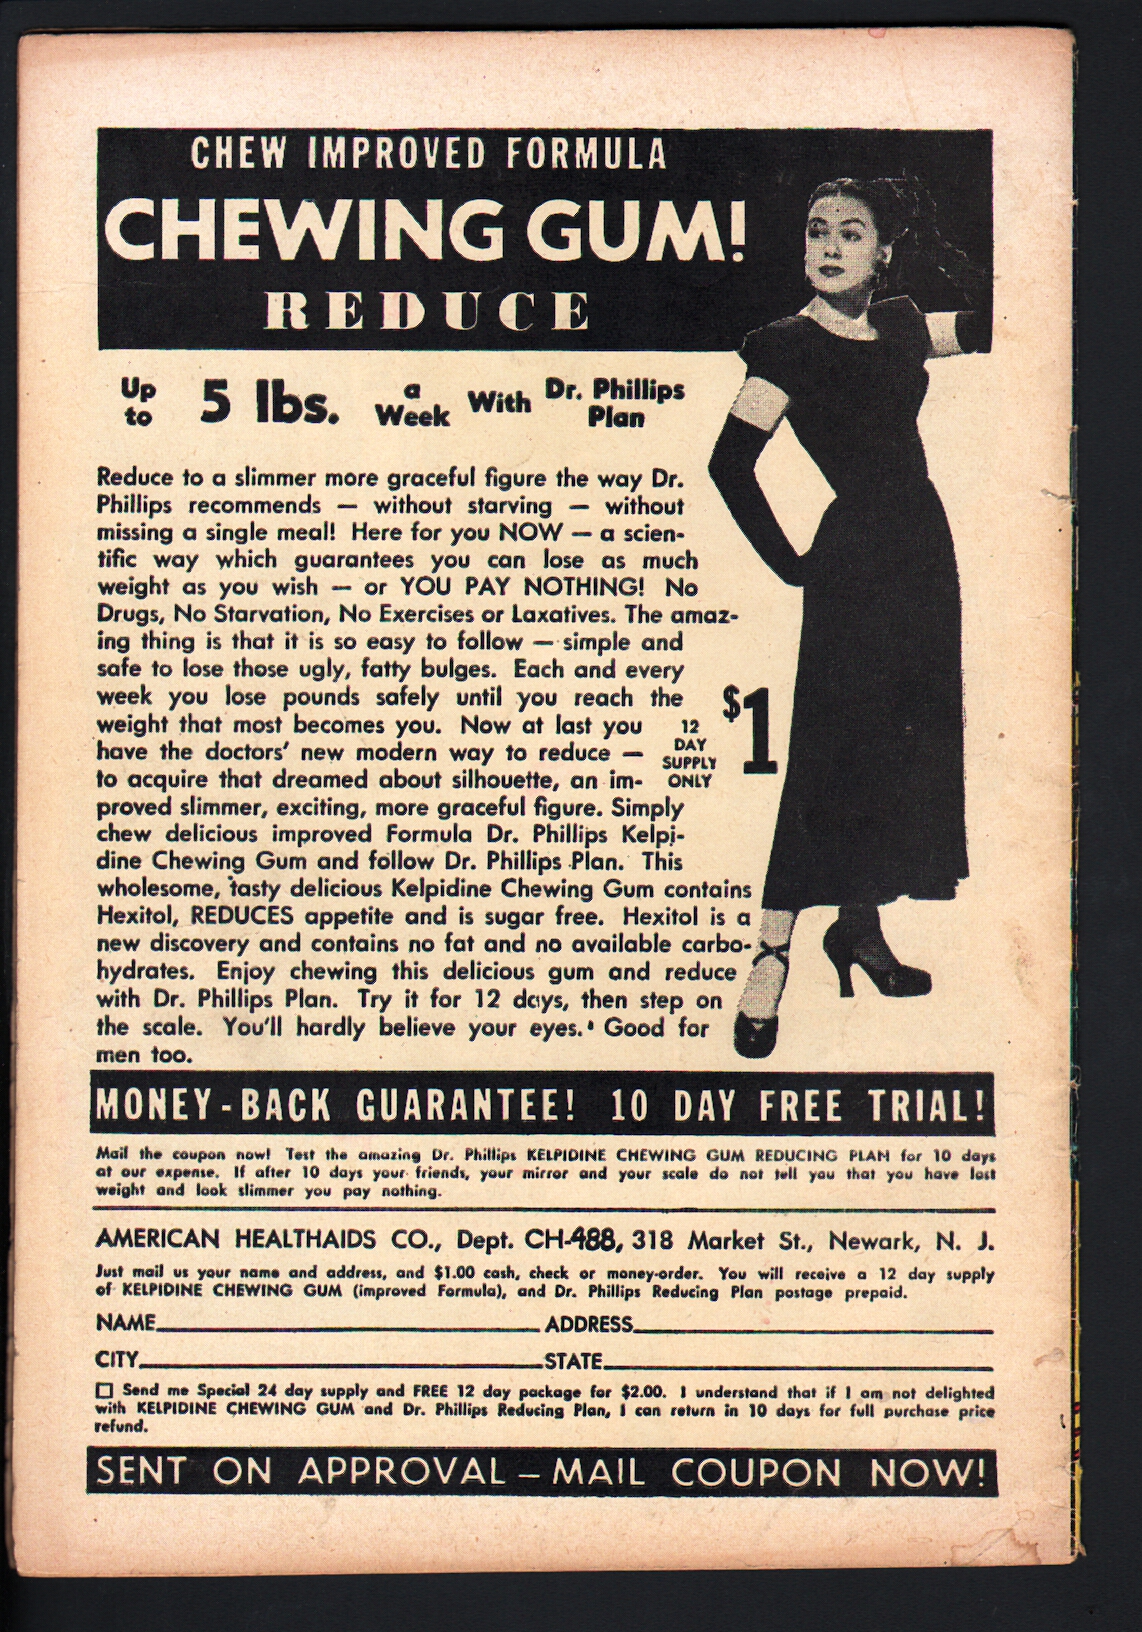 CHEW IMPROVED FORMULA
CHEWING GUM!
REDUCE
Up to 5 lbs. a Week With Dr. Phillips Plan
Reduce to a slimmer more graceful figure the way Dr.
Phillips recommends — without starving — without
missing a single meal! Here for you NOW — a scien-
tific way which guarantees you can lose as much
weight as you wish — or YOU PAY NOTHING! No
Drugs, No Starvation, No Exercises or Laxatives. The amaz-
ing thing is that it is so easy to follow — simple and
safe to lose those ugly, fatty bulges. Each and every
week you lose pounds safely until you reach the
weight that most becomes you. Now at last you
have the doctors' new modern way to reduce —
to acquire that dreamed about silhouette, an im-
proved slimmer, exciting, more graceful figure. Simply
chew delicious improved Formula Dr. Phillips Kelpi-
dine Chewing Gum and follow Dr. Phillips Plan. This
wholesome, tasty delicious Kelpidine Chewing Gum contains
Hexitol, REDUCES appetite and is sugar free. Hexitol is a
new discovery and contains no fat and no available carbo-
hydrates. Enjoy chewing this delicious gum and reduce
with Dr. Phillips Plan. Try it for 12 days, then step on
the scale. You'll hardly believe your eyes. Good for
men too.
12
DAY
SUPPLY
ONLY
$1
MONEY-BACK GUARANTEE! 10 DAY FREE TRIAL!
Mail the coupon now! Test the amazing Dr. Phillips KELPIDINE CHEWING GUM REDUCING PLAN for 10 days
at our expense. If after 10 days your friends, your mirror and your scale do not tell you that you have lost
weight and look slimmer you pay nothing.
AMERICAN HEALTHAIDS CO., Dept. CH-488, 318 Market St., Newark, N. J.
Just mail us your name and address, and $1.00 cash, check or money-order. You will receive a 12 day supply
of KELPIDINE CHEWING GUM (improved Formula), and Dr. Phillips Reducing Plan postage prepaid.
NAME ADDRESS
CITY STATE
☐ Send me Special 24 day supply and FREE 12 day package for $2.00. I understand that if I am not delighted
with KELPIDINE CHEWING GUM and Dr. Phillips Reducing Plan, I can return in 10 days for full purchase price
refund.
SENT ON APPROVAL – MAIL COUPON NOW!